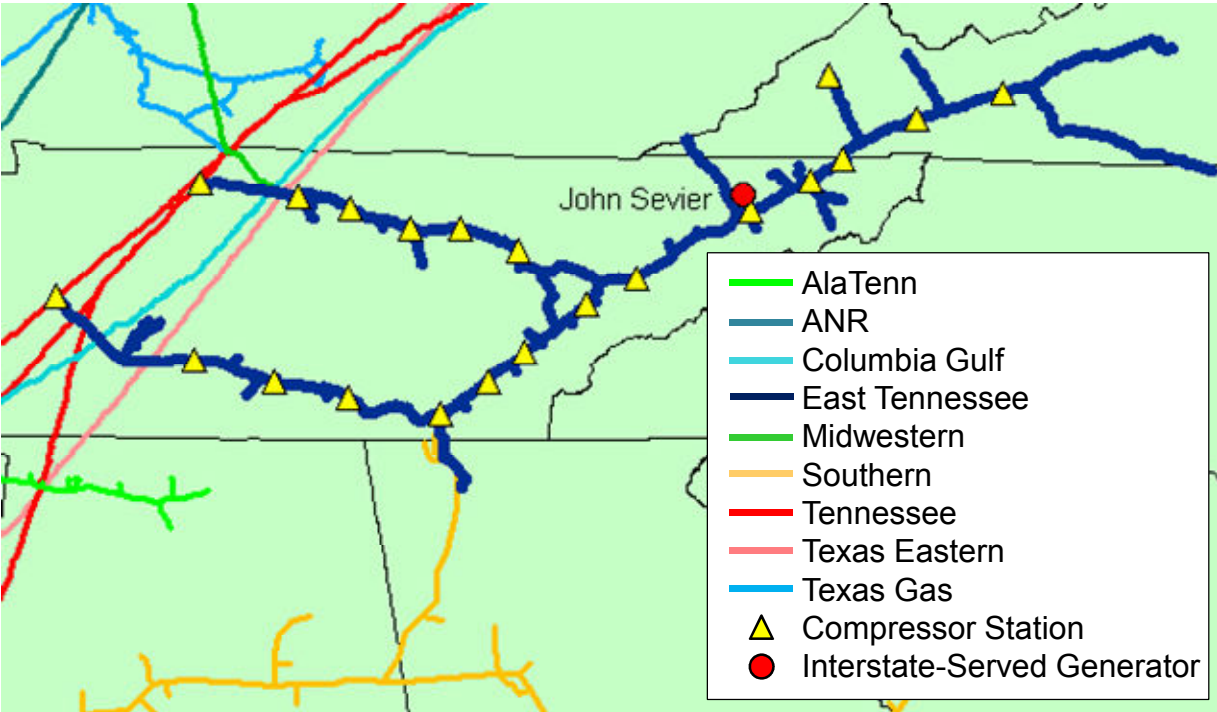 John Sevier
AlaTenn
ANR
Columbia Gulf
East Tennessee
Midwestern
Southern
Tennessee
Texas Eastern
Texas Gas
Compressor Station
Interstate-Served Generator